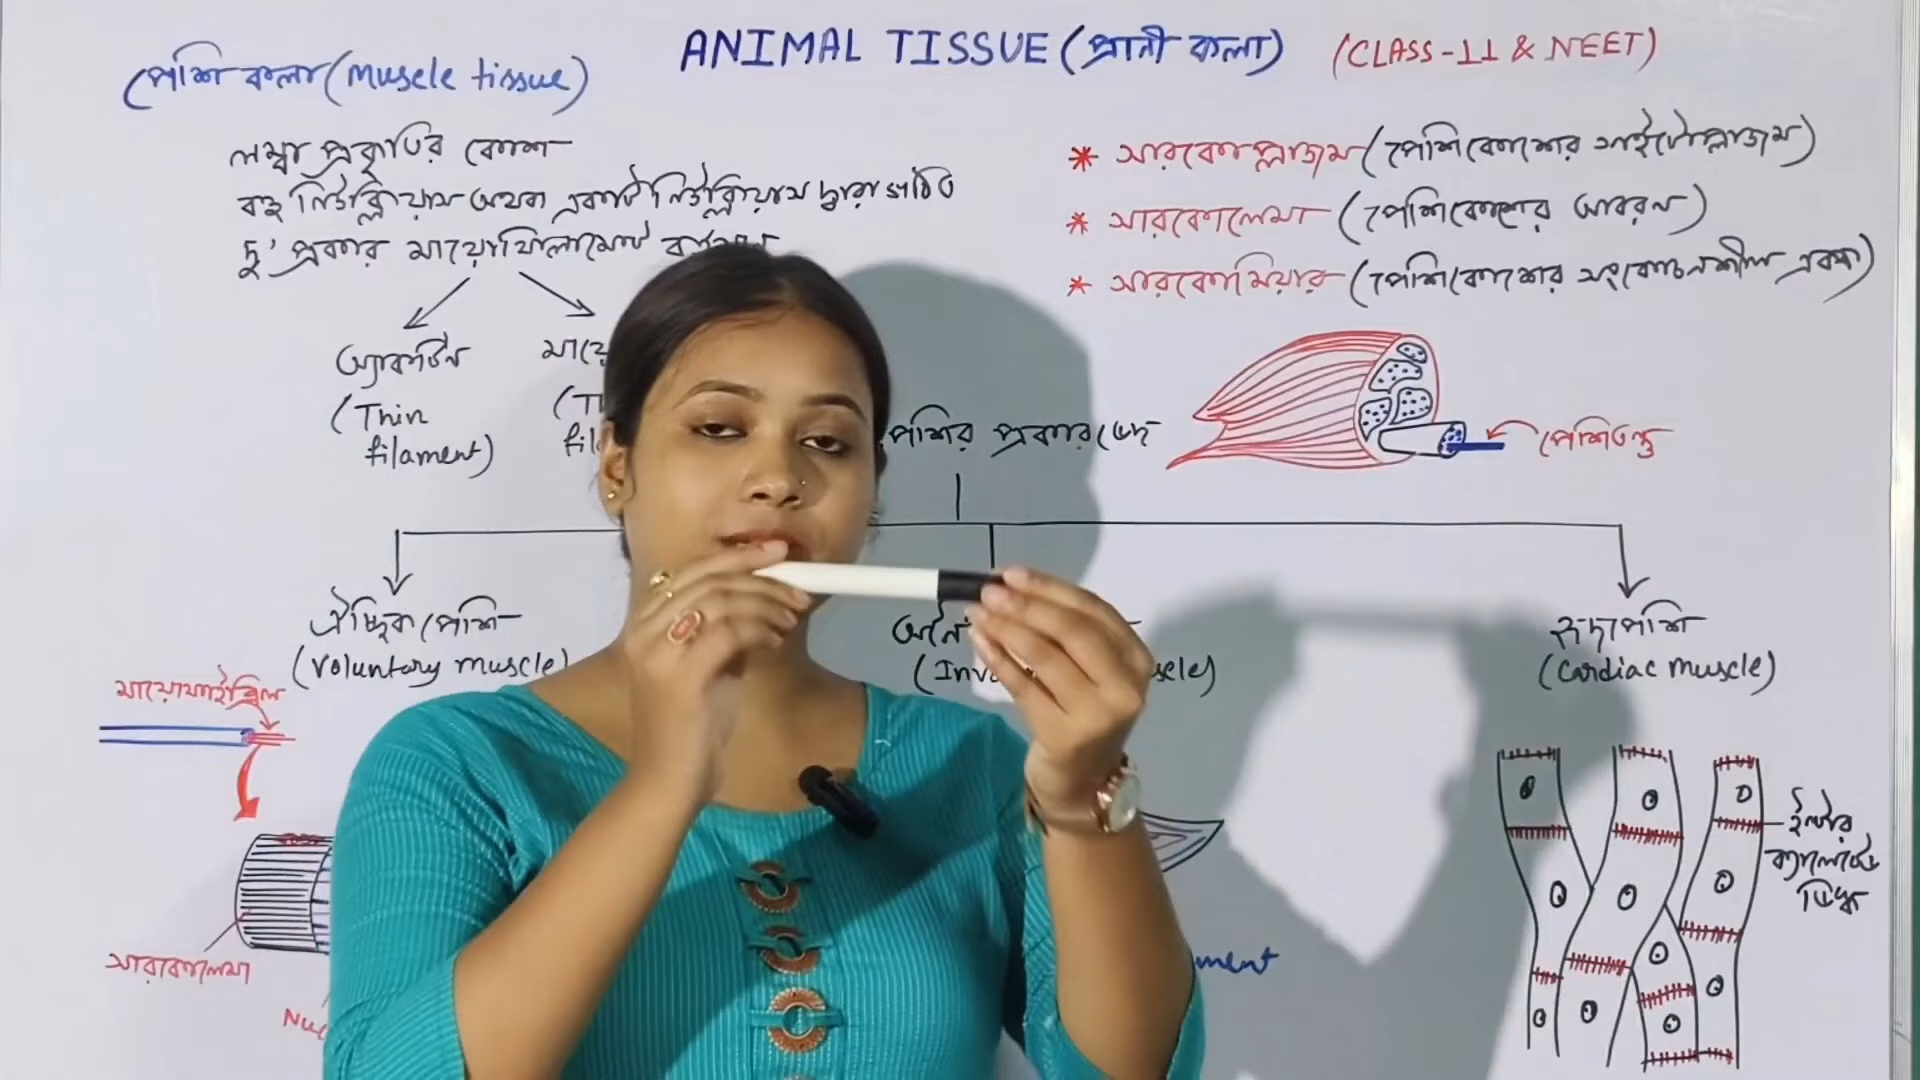 ANIMAL TISSUE (প্রাণী কলা) (CLASS-11 & NEET)
পেশি কলা (muscle tissue)
লম্বা প্রকৃতির কোশ
বহু নিউক্লিয়াস অথবা একটি নিউক্লিয়াস দ্বারা গঠিত
দু'প্রকার মায়োফিলামেন্ট
অ্যাকটিন
(Thin
filament)
* সারকোপ্লাজম (পেশিকোশের সাইটোপ্লাজম)
* সারকোলেমা (পেশিকোশের আবরন)
* সারকোমিয়ার (পেশিকোশের সংকোচনশীল একক)
পেশিতন্তু
পেশির প্রকারভেদ
ঐচ্ছিক পেশি
(Voluntary muscle)
হৃদপেশি
(Cardiac muscle)
মায়োফাইব্রিল
সারকোলেমা
ইন্টার
ক্যালেটেড
ডিস্ক